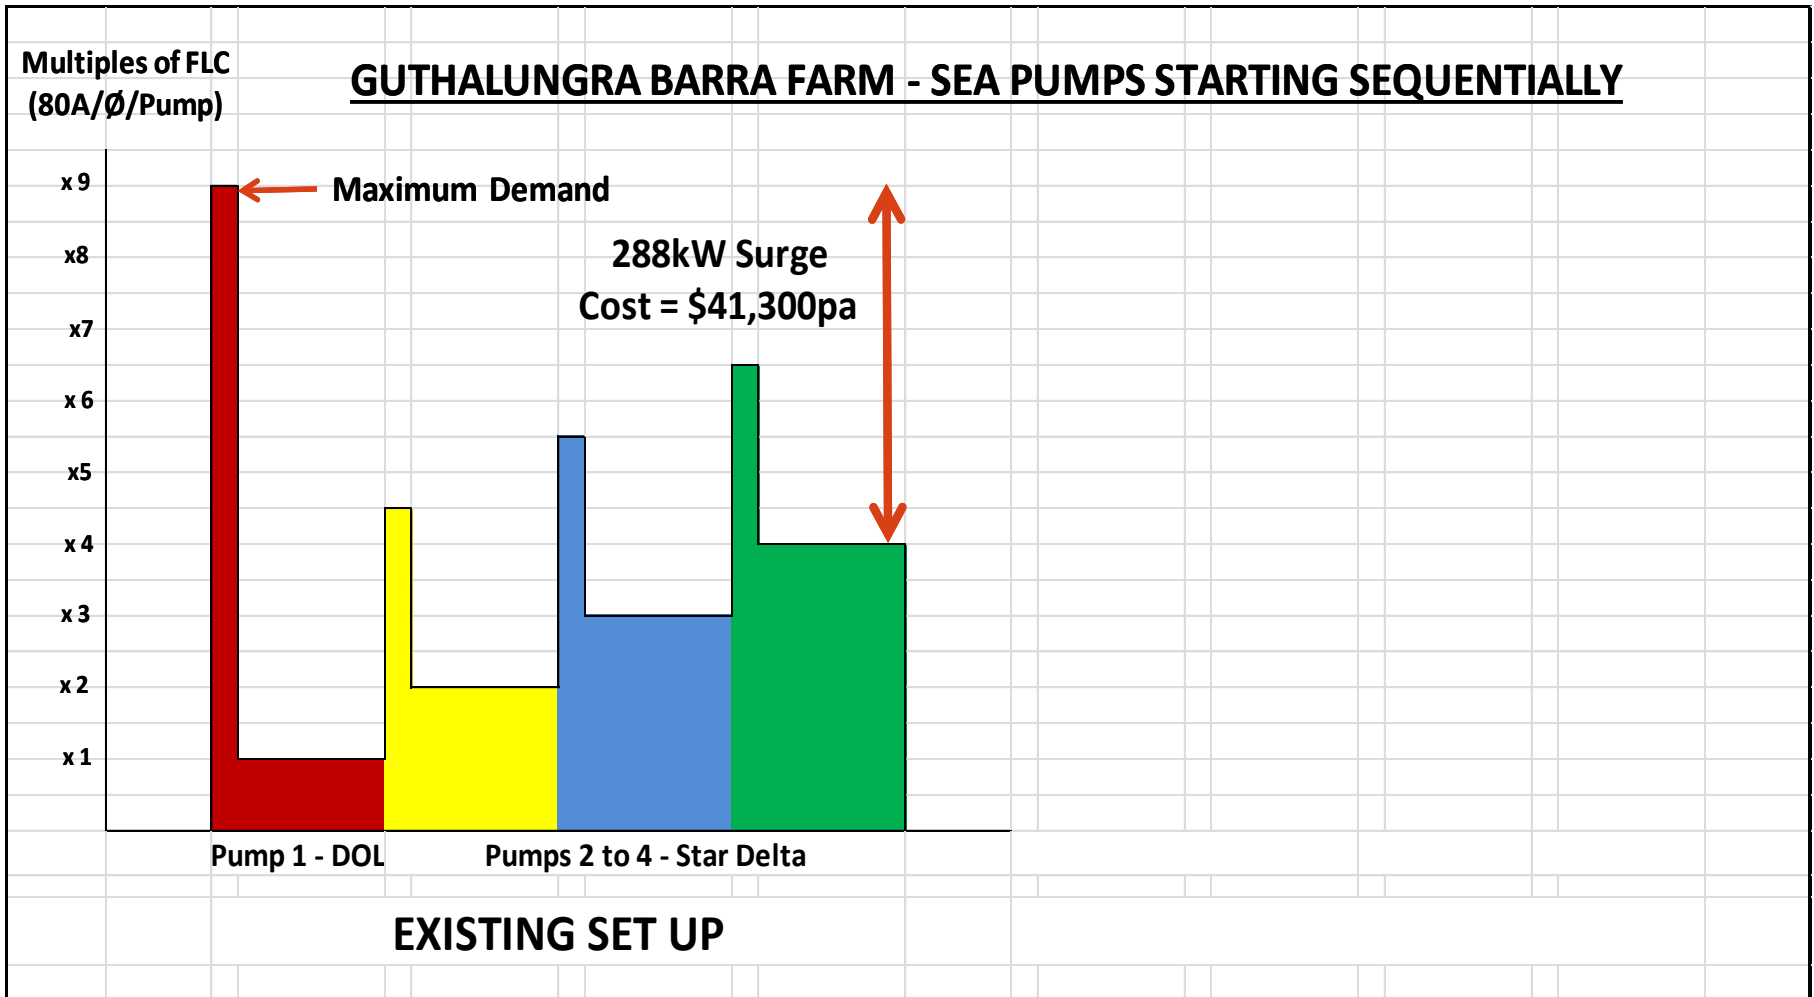 Multiples of FLC
(80A/Ø/Pump)
GUTHALUNGRA BARRA FARM - SEA PUMPS STARTING SEQUENTIALLY
x 9
Maximum Demand
288kW Surge
x8
Cost = $41,300pa
x7
x 6
x5
x 4
x 3
x 2
x 1
Pump 1 - DOL
Pumps 2 to 4 - Star Delta
EXISTING SET UP